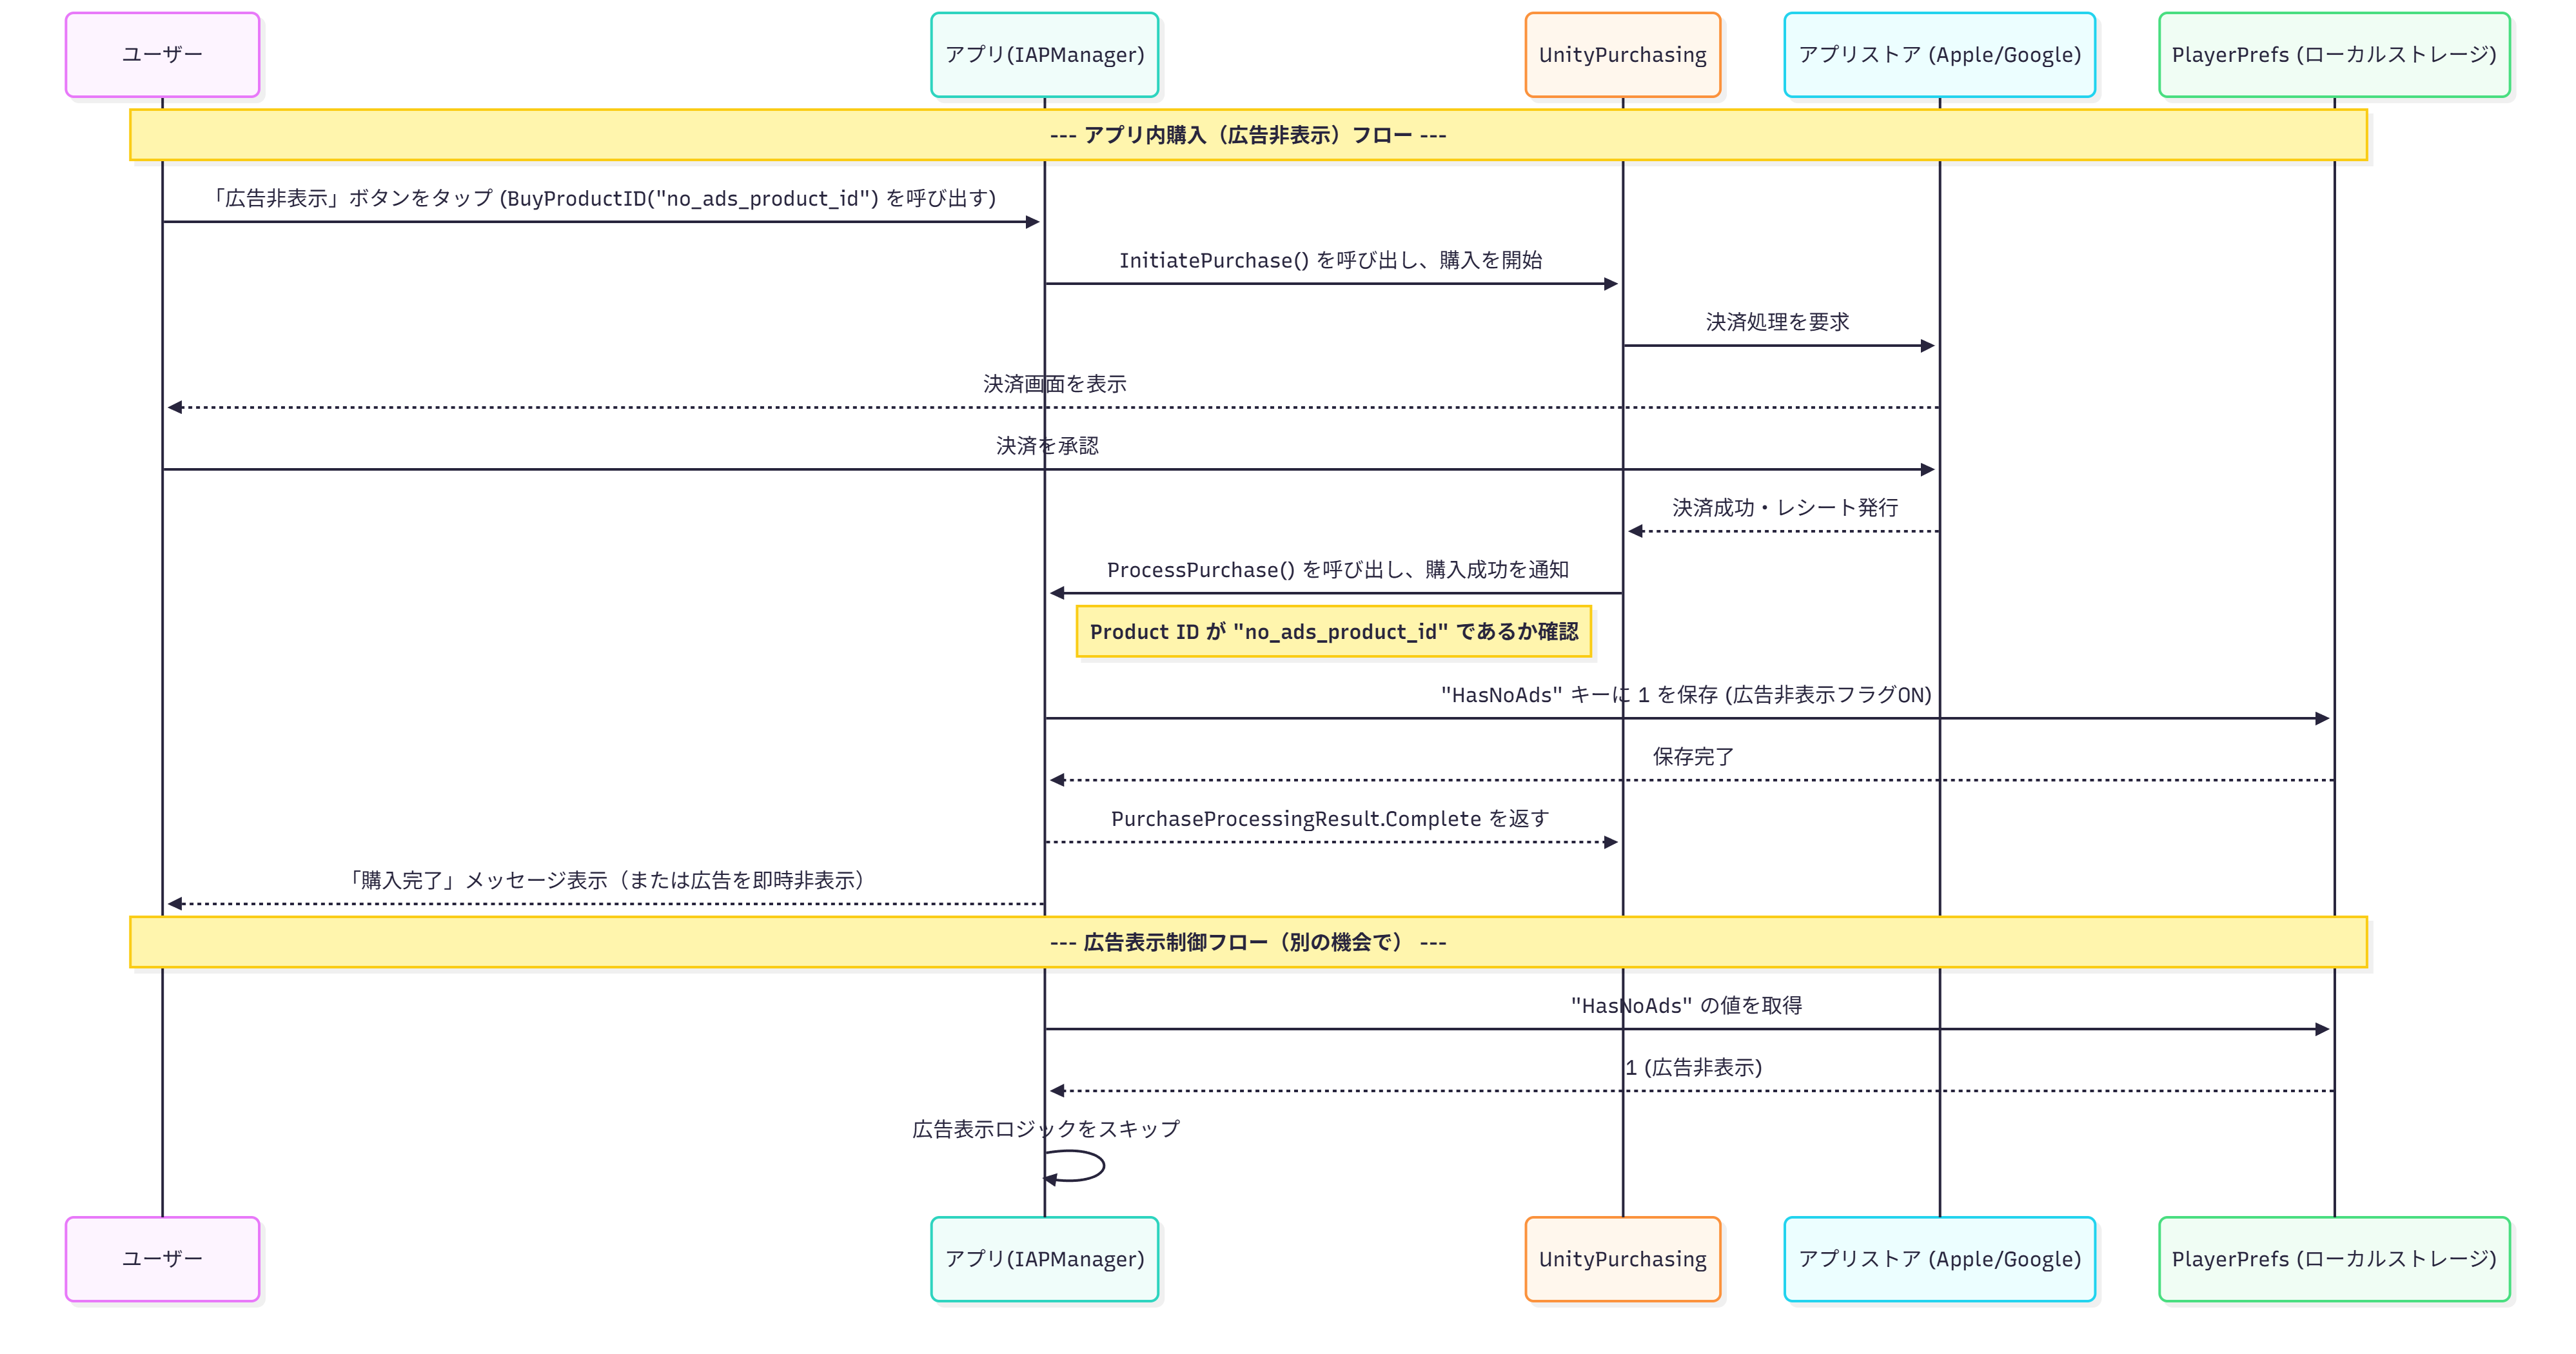 ユーザー
アプリ(IAPManager)
UnityPurchasing
アプリストア (Apple/Google)
PlayerPrefs (ローカルストレージ)
--- アプリ内購入（広告非表示）フロー ---
「広告非表示」ボタンをタップ (BuyProductID("no_ads_product_id") を呼び出す)
InitiatePurchase() を呼び出し、購入を開始
決済処理を要求
決済画面を表示
決済を承認
決済成功・レシート発行
ProcessPurchase() を呼び出し、購入成功を通知
Product ID が "no_ads_product_id" であるか確認
"HasNoAds" キーに 1 を保存 (広告非表示フラグON)
保存完了
PurchaseProcessingResult.Complete を返す
「購入完了」メッセージ表示（または広告を即時非表示）
--- 広告表示制御フロー（別の機会で） ---
"HasNoAds" の値を取得
1 (広告非表示)
広告表示ロジックをスキップ
ユーザー
アプリ(IAPManager)
UnityPurchasing
アプリストア (Apple/Google)
PlayerPrefs (ローカルストレージ)